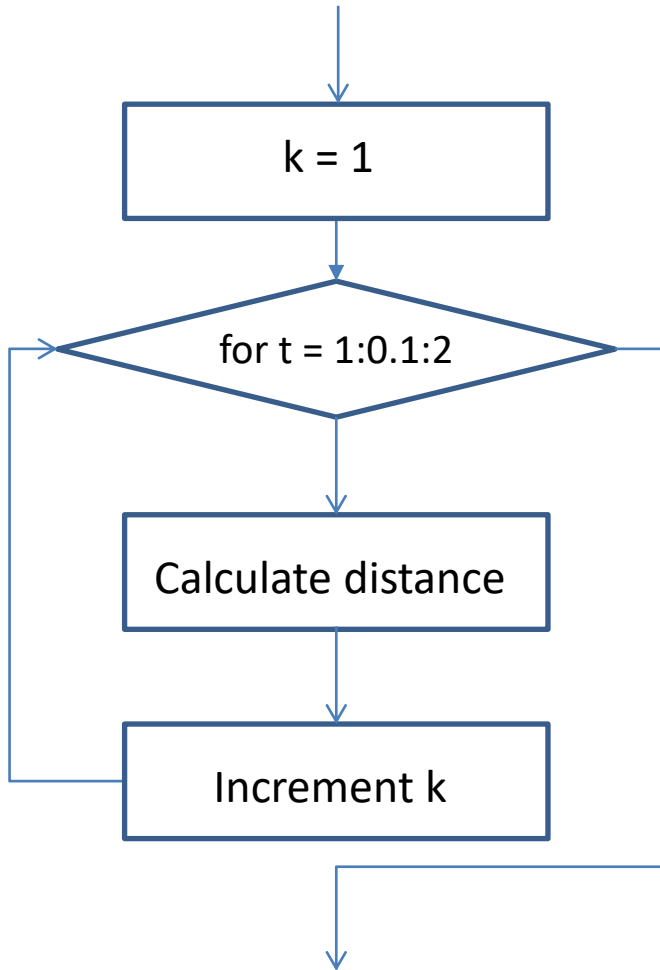 k = 1
for t = 1:0.1:2
Calculate distance
Increment k